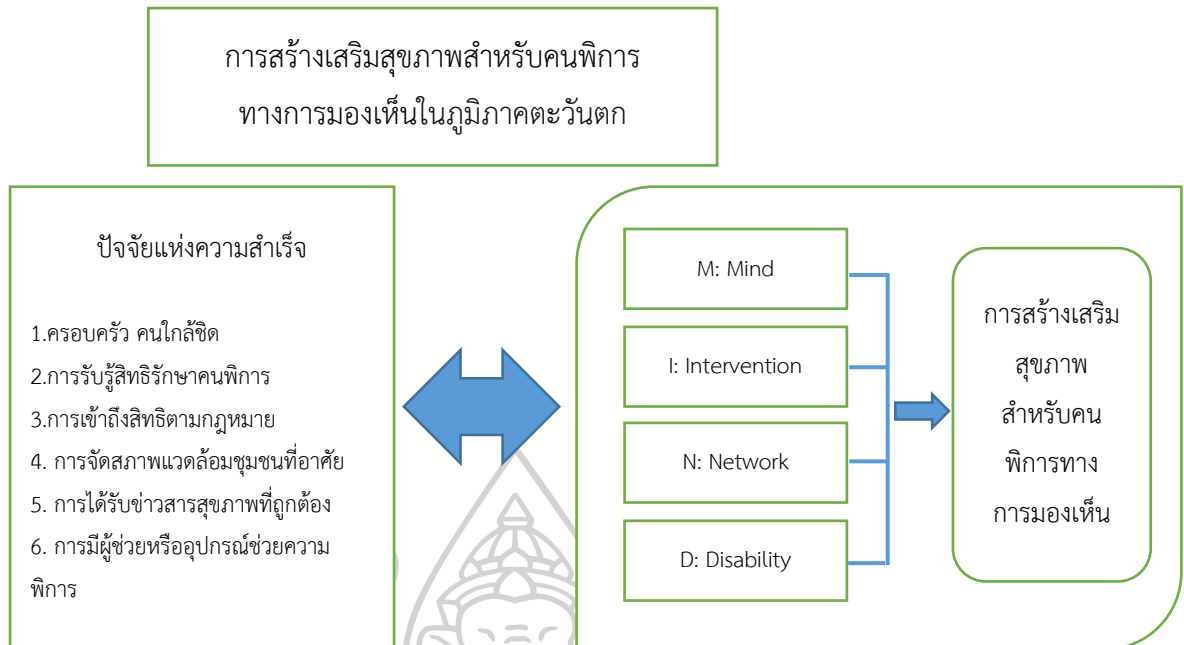 การสร้างเสริมสุขภาพสำหรับคนพิการ
ทางการมองเห็นในภูมิภาคตะวันตก
ปัจจัยแห่งความสำเร็จ
1.ครอบครัว คนใกล้ชิด
2.การรับรู้สิทธิรักษาคนพิการ
3.การเข้าถึงสิทธิตามกฎหมาย
4. การจัดสภาพแวดล้อมชุมชนที่อาศัย
5. การได้รับข่าวสารสุขภาพที่ถูกต้อง
6. การมีผู้ช่วยหรืออุปกรณ์ช่วยความ
พิการ
M: Mind
I: Intervention
N: Network
D: Disability
การสร้างเสริม
สุขภาพ
สำหรับคน
พิการทาง
การมองเห็น